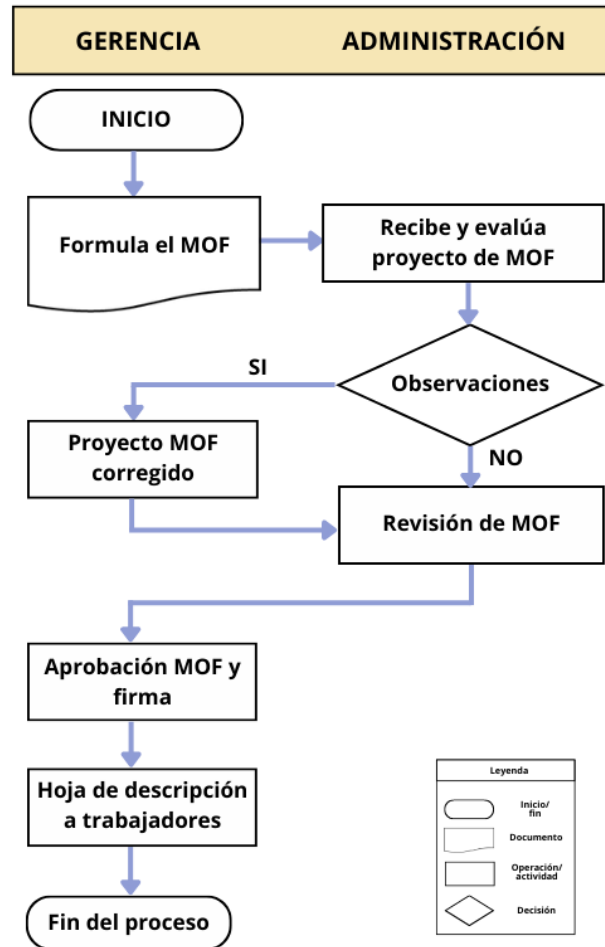 GERENCIA
ADMINISTRACIÓN
INICIO
Formula el MOF
Recibe y evalúa
proyecto de MOF
Observaciones
SI
NO
Proyecto MOF
corregido
Revisión de MOF
Aprobación MOF y
firma
Hoja de descripción
a trabajadores
Fin del proceso
Leyenda
Inicio/
fin
Documento
Operación/
actividad
Decisión